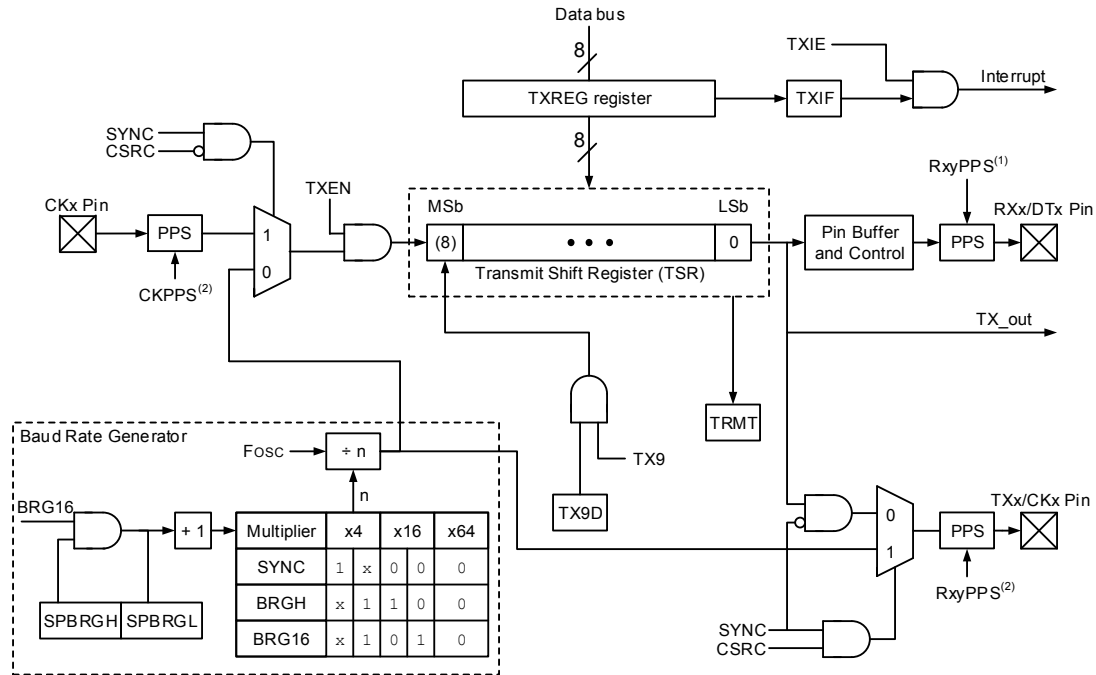 Data bus
8
TXIE
Interrupt
TXREG register
TXIF
SYNC
CSRC
8
RxyPPS(1)
TXEN
CKx Pin
MSb
LSb
RXx/DTx Pin
PPS
1
(8)
• • •
0
Pin Buffer
and Control
PPS
0
Transmit Shift Register (TSR)
CKPPS(2)
TX_out
TRMT
Baud Rate Generator
FOSC
÷ n
TX9
n
TX9D
TXx/CKx Pin
BRG16
+ 1
Multiplier x4 x16 x64
0
PPS
SYNC 1 x 0 0 0
1
BRGH x 1 1 0 0
RxyPPS(2)
SPBRGH SPBRGL
BRG16 x 1 0 1 0
SYNC
CSRC